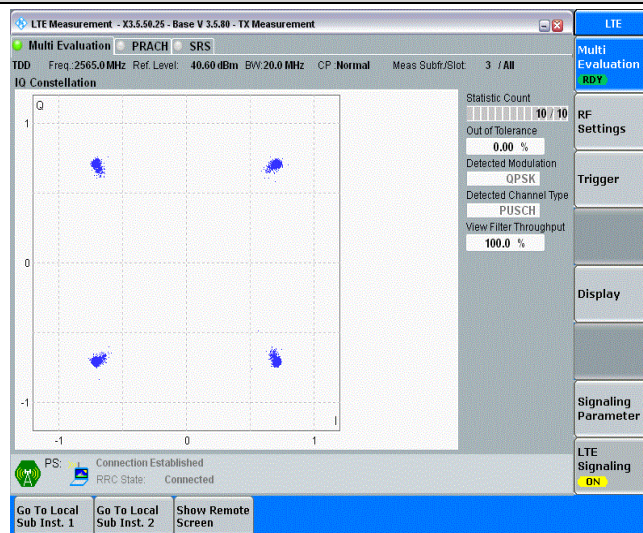 LTE Measurement - X3.5.50.25 - Base V 3.5.80 - TX Measurement
LTE
Multi Evaluation PRACH SRS
TDD Freq.:2565.0 MHz Ref. Level: 40.60 dBm BW:20.0 MHz CP :Normal Meas Subfr/Slot: 3 / All
IQ Constellation
Q
1
0
-1
-1 0 1
I
Statistic Count
10 / 10
Out of Tolerance
0.00 %
Detected Modulation
QPSK
Detected Channel Type
PUSCH
View Filter Throughput
100.0 %
Multi
Evaluation
RDY
RF
Settings
Trigger
Display
Signaling
Parameter
LTE
Signaling
ON
PS: Connection Established
RRC State: Connected
Go To Local
Sub Inst. 1
Go To Local
Sub Inst. 2
Show Remote
Screen